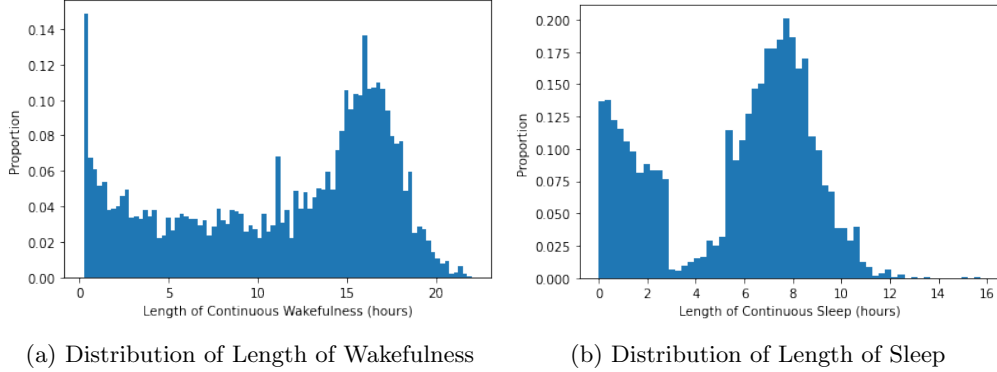 0.14
0.12
0.10
0.08
0.06
0.04
0.02
0.00
Proportion
0 5 10 15 20
Length of Continuous Wakefulness (hours)
(a) Distribution of Length of Wakefulness
0.200
0.175
0.150
0.125
0.100
0.075
0.050
0.025
0.000
Proportion
0 2 4 6 8 10 12 14 16
Length of Continuous Sleep (hours)
(b) Distribution of Length of Sleep